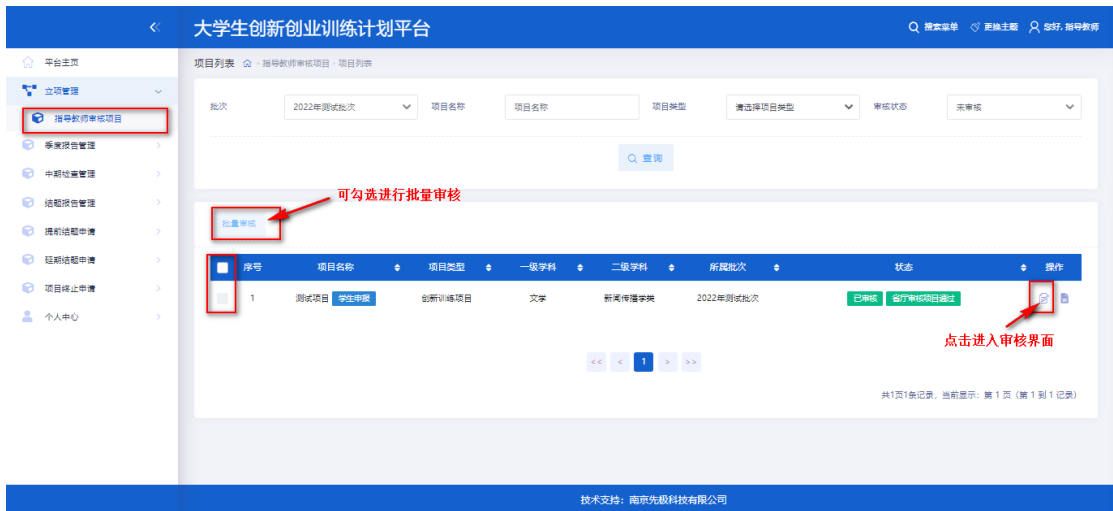 大学生创新创业训练计划平台
搜索菜单 更换主题 您好, 指导教师
平台主页
立项管理
指导教师审核项目
季度报告管理
中期检查管理
结题报告管理
提前结题申请
延期结题申请
项目终止申请
个人中心
项目列表 - 指导教师审核项目 - 项目列表
批次 2022年测试批次 项目名称 项目名称 项目类型 请选择项目类型 审核状态 未审核
查询
可勾选进行批量审核
批量审核
序号 项目名称 项目类型 一级学科 二级学科 所属批次 状态 操作
1 测试项目 学生申报 创新训练项目 文学 新闻传播学类 2022年测试批次 已审核 省厅审核项目通过
点击进入审核界面
<< < 1 > >>
共1页1条记录, 当前显示: 第 1 页 (第 1 到 1 记录)
技术支持: 南京先极科技有限公司